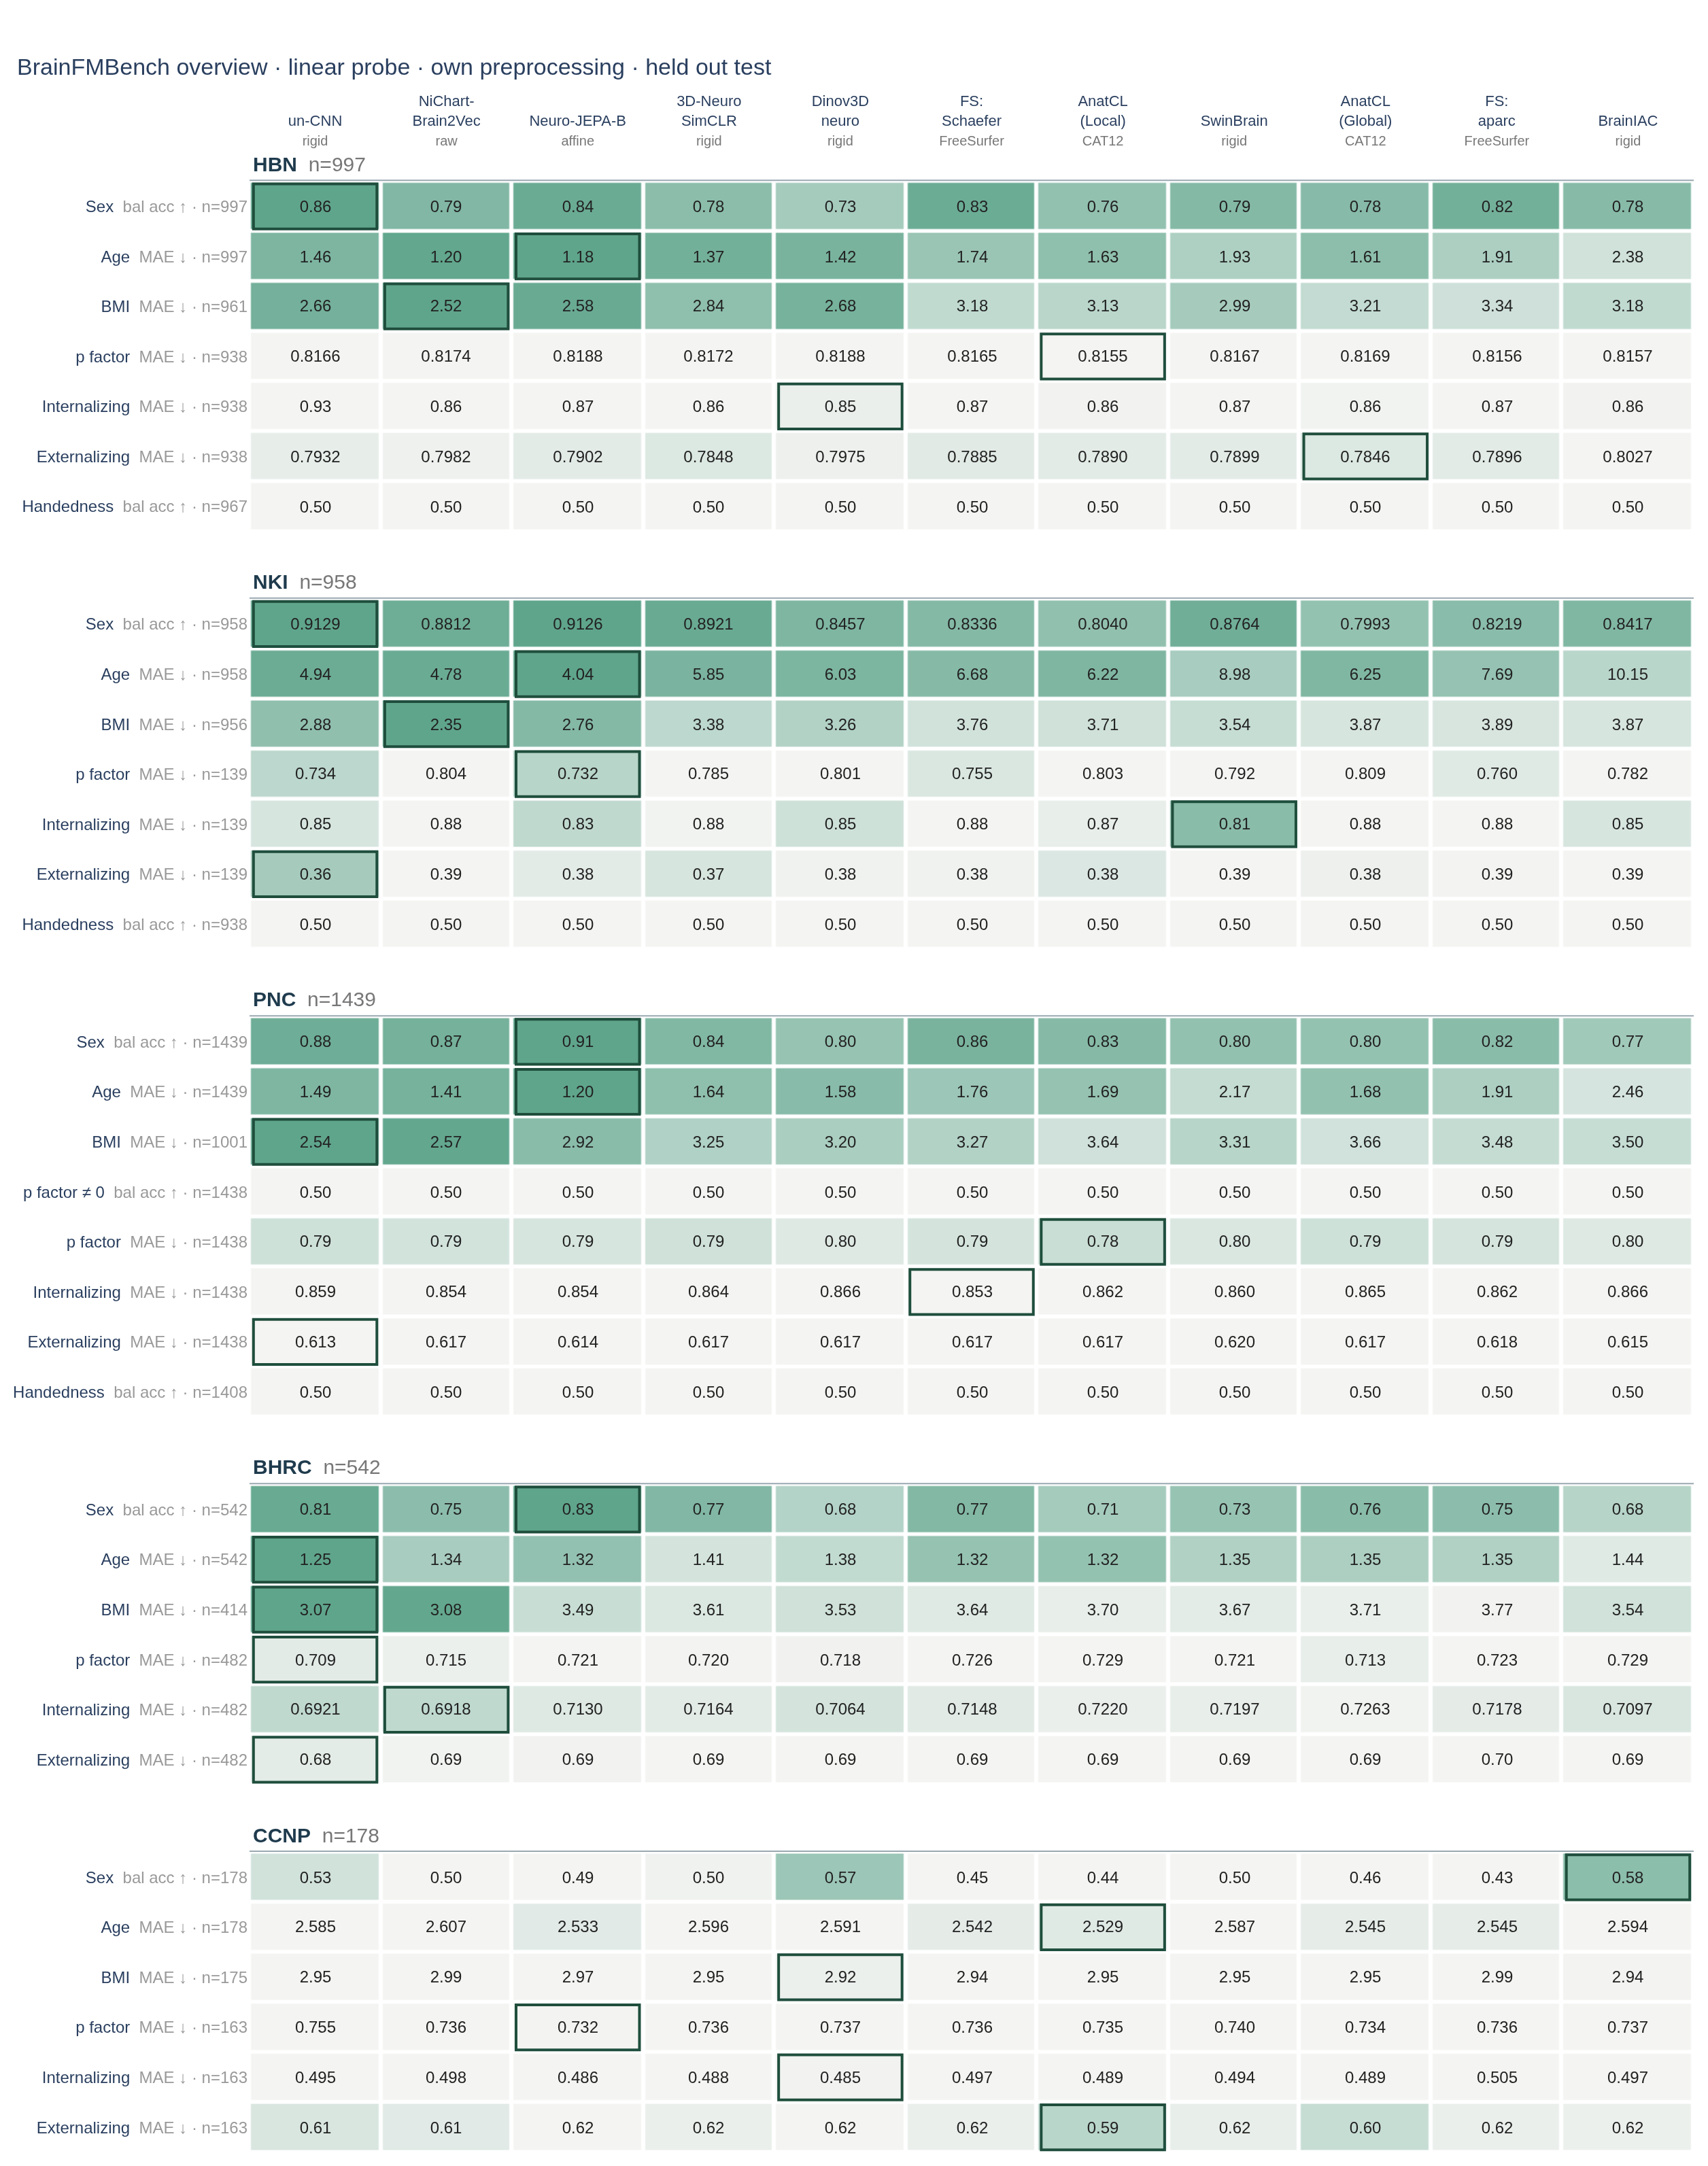 BrainFMBench overview · linear probe · own preprocessing · held out test
NiChart- 3D-Neuro Dinov3D FS: AnatCL AnatCL FS:
un-CNN Brain2Vec Neuro-JEPA-B SimCLR neuro Schaefer (Local) SwinBrain (Global) aparc BrainIAC
rigid raw affine rigid rigid FreeSurfer CAT12 rigid CAT12 FreeSurfer rigid
HBN n=997
Sex bal acc ↑ · n=997 0.86 0.79 0.84 0.78 0.73 0.83 0.76 0.79 0.78 0.82 0.78
Age MAE ↓ · n=997 1.46 1.20 1.18 1.37 1.42 1.74 1.63 1.93 1.61 1.91 2.38
BMI MAE ↓ · n=961 2.66 2.52 2.58 2.84 2.68 3.18 3.13 2.99 3.21 3.34 3.18
p factor MAE ↓ · n=938 0.8166 0.8174 0.8188 0.8172 0.8188 0.8165 0.8155 0.8167 0.8169 0.8156 0.8157
Internalizing MAE ↓ · n=938 0.93 0.86 0.87 0.86 0.85 0.87 0.86 0.87 0.86 0.87 0.86
Externalizing MAE ↓ · n=938 0.7932 0.7982 0.7902 0.7848 0.7975 0.7885 0.7890 0.7899 0.7846 0.7896 0.8027
Handedness bal acc ↑ · n=967 0.50 0.50 0.50 0.50 0.50 0.50 0.50 0.50 0.50 0.50 0.50
NKI n=958
Sex bal acc ↑ · n=958 0.9129 0.8812 0.9126 0.8921 0.8457 0.8336 0.8040 0.8764 0.7993 0.8219 0.8417
Age MAE ↓ · n=958 4.94 4.78 4.04 5.85 6.03 6.68 6.22 8.98 6.25 7.69 10.15
BMI MAE ↓ · n=956 2.88 2.35 2.76 3.38 3.26 3.76 3.71 3.54 3.87 3.89 3.87
p factor MAE ↓ · n=139 0.734 0.804 0.732 0.785 0.801 0.755 0.803 0.792 0.809 0.760 0.782
Internalizing MAE ↓ · n=139 0.85 0.88 0.83 0.88 0.85 0.88 0.87 0.81 0.88 0.88 0.85
Externalizing MAE ↓ · n=139 0.36 0.39 0.38 0.37 0.38 0.38 0.38 0.39 0.38 0.39 0.39
Handedness bal acc ↑ · n=938 0.50 0.50 0.50 0.50 0.50 0.50 0.50 0.50 0.50 0.50 0.50
PNC n=1439
Sex bal acc ↑ · n=1439 0.88 0.87 0.91 0.84 0.80 0.86 0.83 0.80 0.80 0.82 0.77
Age MAE ↓ · n=1439 1.49 1.41 1.20 1.64 1.58 1.76 1.69 2.17 1.68 1.91 2.46
BMI MAE ↓ · n=1001 2.54 2.57 2.92 3.25 3.20 3.27 3.64 3.31 3.66 3.48 3.50
p factor ≠ 0 bal acc ↑ · n=1438 0.50 0.50 0.50 0.50 0.50 0.50 0.50 0.50 0.50 0.50 0.50
p factor MAE ↓ · n=1438 0.79 0.79 0.79 0.79 0.80 0.79 0.78 0.80 0.79 0.79 0.80
Internalizing MAE ↓ · n=1438 0.859 0.854 0.854 0.864 0.866 0.853 0.862 0.860 0.865 0.862 0.866
Externalizing MAE ↓ · n=1438 0.613 0.617 0.614 0.617 0.617 0.617 0.617 0.620 0.617 0.618 0.615
Handedness bal acc ↑ · n=1408 0.50 0.50 0.50 0.50 0.50 0.50 0.50 0.50 0.50 0.50 0.50
BHRC n=542
Sex bal acc ↑ · n=542 0.81 0.75 0.83 0.77 0.68 0.77 0.71 0.73 0.76 0.75 0.68
Age MAE ↓ · n=542 1.25 1.34 1.32 1.41 1.38 1.32 1.32 1.35 1.35 1.35 1.44
BMI MAE ↓ · n=414 3.07 3.08 3.49 3.61 3.53 3.64 3.70 3.67 3.71 3.77 3.54
p factor MAE ↓ · n=482 0.709 0.715 0.721 0.720 0.718 0.726 0.729 0.721 0.713 0.723 0.729
Internalizing MAE ↓ · n=482 0.6921 0.6918 0.7130 0.7164 0.7064 0.7148 0.7220 0.7197 0.7263 0.7178 0.7097
Externalizing MAE ↓ · n=482 0.68 0.69 0.69 0.69 0.69 0.69 0.69 0.69 0.69 0.70 0.69
CCNP n=178
Sex bal acc ↑ · n=178 0.53 0.50 0.49 0.50 0.57 0.45 0.44 0.50 0.46 0.43 0.58
Age MAE ↓ · n=178 2.585 2.607 2.533 2.596 2.591 2.542 2.529 2.587 2.545 2.545 2.594
BMI MAE ↓ · n=175 2.95 2.99 2.97 2.95 2.92 2.94 2.95 2.95 2.95 2.99 2.94
p factor MAE ↓ · n=163 0.755 0.736 0.732 0.736 0.737 0.736 0.735 0.740 0.734 0.736 0.737
Internalizing MAE ↓ · n=163 0.495 0.498 0.486 0.488 0.485 0.497 0.489 0.494 0.489 0.505 0.497
Externalizing MAE ↓ · n=163 0.61 0.61 0.62 0.62 0.62 0.62 0.59 0.62 0.60 0.62 0.62